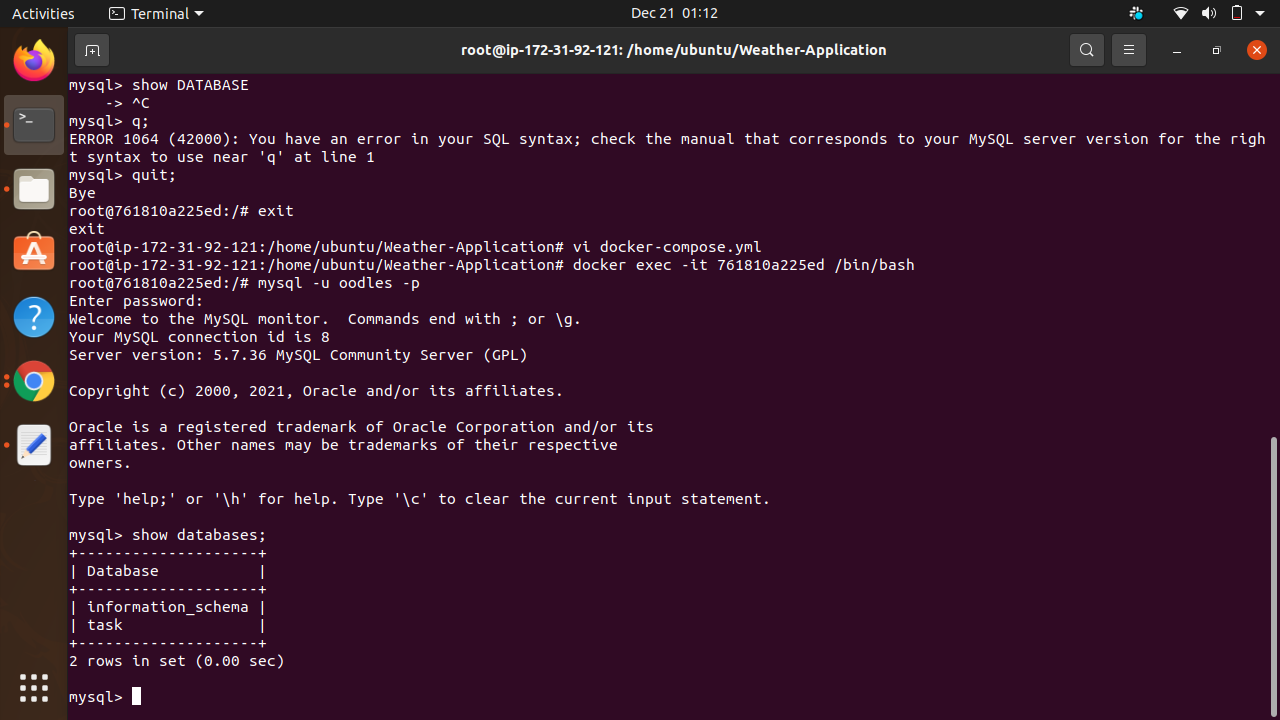 Activities Terminal Dec 21 01:12
root@ip-172-31-92-121: /home/ubuntu/Weather-Application
mysql> show DATABASE
    -> ^C
mysql> q;
ERROR 1064 (42000): You have an error in your SQL syntax; check the manual that corresponds to your MySQL server version for the righ
t syntax to use near 'q' at line 1
mysql> quit;
Bye
root@761810a225ed:/# exit
exit
root@ip-172-31-92-121:/home/ubuntu/Weather-Application# vi docker-compose.yml
root@ip-172-31-92-121:/home/ubuntu/Weather-Application# docker exec -it 761810a225ed /bin/bash
root@761810a225ed:/# mysql -u oodles -p
Enter password:
Welcome to the MySQL monitor.  Commands end with ; or \g.
Your MySQL connection id is 8
Server version: 5.7.36 MySQL Community Server (GPL)

Copyright (c) 2000, 2021, Oracle and/or its affiliates.

Oracle is a registered trademark of Oracle Corporation and/or its
affiliates. Other names may be trademarks of their respective
owners.

Type 'help;' or '\h' for help. Type '\c' to clear the current input statement.

mysql> show databases;
+--------------------+
| Database           |
+--------------------+
| information_schema |
| task               |
+--------------------+
2 rows in set (0.00 sec)

mysql>